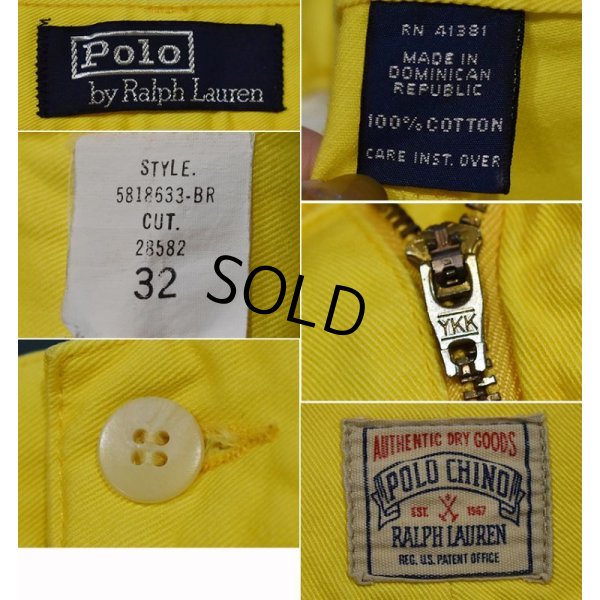 Polo
by Ralph Lauren
RN 41381
MADE IN
DOMINICAN
REPUBLIC
100% COTTON
CARE INST. OVER
STYLE.
5818633-BR
CUT.
28582
32
SOLD
YKK
AUTHENTIC DRY GOODS
POLO CHINO
EST. 1967
RALPH LAUREN
REG. U.S. PATENT OFFICE